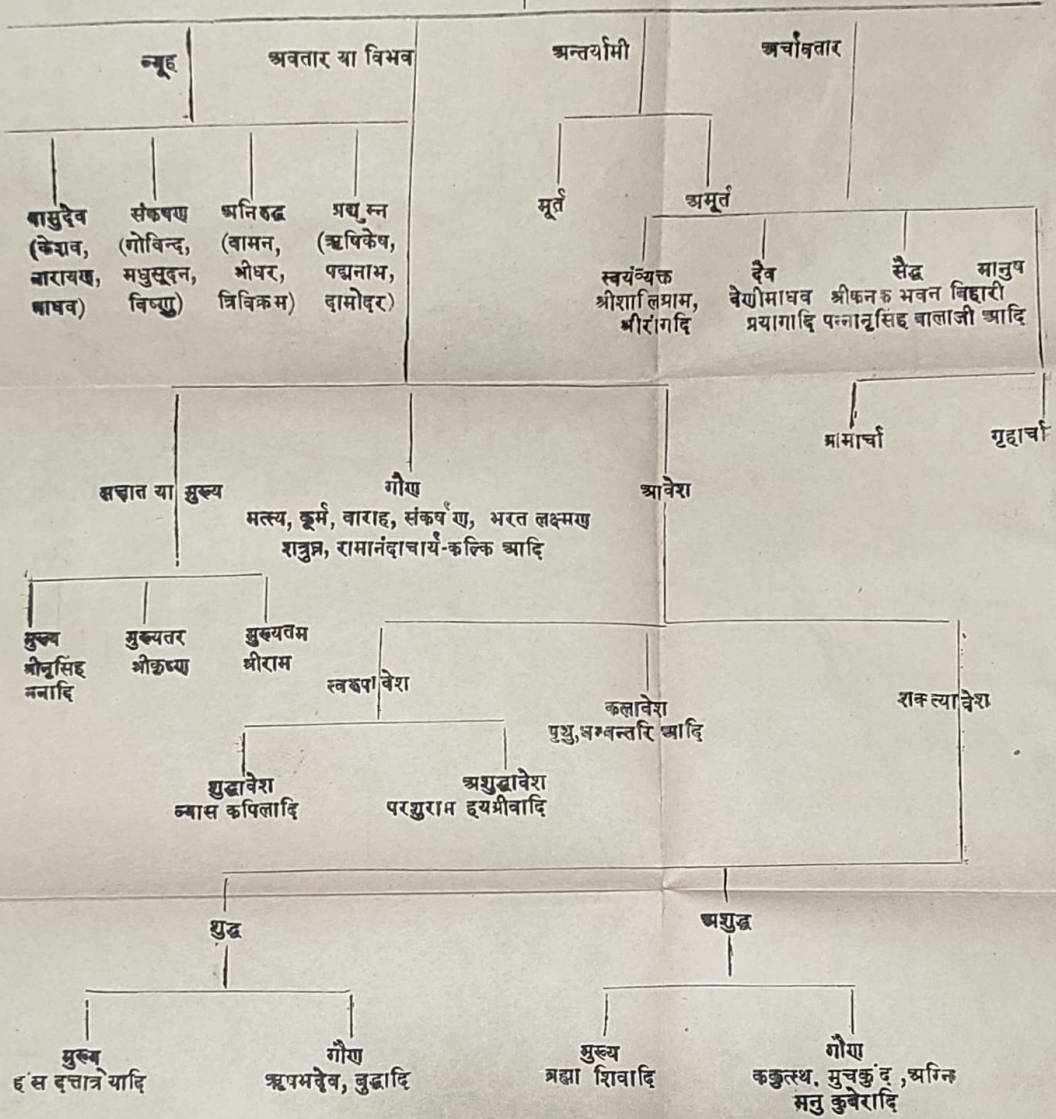 व्यूह अवतार या विभव अन्तर्यामी अर्चावतार
वासुदेव संकषण अनिरुद्ध प्रद्युम्न मूर्त अमूर्त
(केशव, (गोविन्द, (वामन, (ऋषिकेष,
नारायण, मधुसूदन, श्रीधर, पद्मनाभ,
माधव) विष्णु) त्रिविक्रम) दामोदर)
स्वयंव्यक्त दैव सैद्ध मानुष
श्रीशालिग्राम, वेणीमाधव श्रीकनक भवन विहारी
श्रीरंगदि प्रयागादि पन्नानृसिंह बालाजी आदि
ग्रामार्चा गृहार्चा
साक्षात या मुख्य गौण आवेश
मत्स्य, कूर्म, वाराह, संकर्षण, भरत लक्ष्मण
शत्रुघ्न, रामानंदाचार्य-कल्कि आदि
मुख्य मुख्यतर मुख्यतम
श्रीनृसिंह श्रीकृष्ण श्रीराम
स्वरूपावेश कलावेश शक्त्यावेश
पृथु, धन्वन्तरि आदि
शुद्धावेश अशुद्धावेश
व्यास कपिलादि परशुराम हयग्रीवादि
शुद्ध अशुद्ध
मुख्य गौण मुख्य गौण
हंस दत्तात्रेयादि ऋषभदेव, बुद्धादि ब्रह्मा शिवादि ककुत्स्थ. मुचकुंद ,अग्नि
मनु कुबेरादि